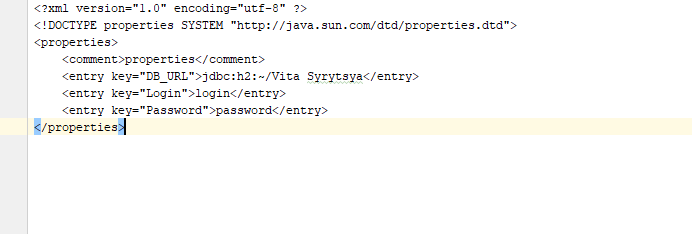 <?xml version="1.0" encoding="utf-8" ?>
<!DOCTYPE properties SYSTEM "http://java.sun.com/dtd/properties.dtd">
<properties>
    <comment>properties</comment>
    <entry key="DB_URL">jdbc:h2:~/Vita Syrytsya</entry>
    <entry key="Login">login</entry>
    <entry key="Password">password</entry>
</properties>